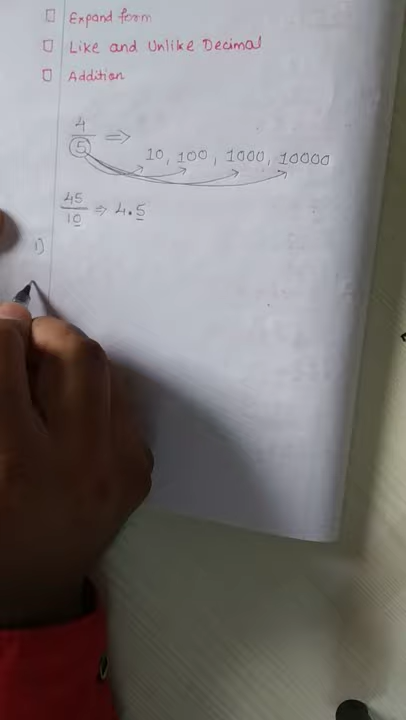 ☐ Expand form
☐ Like and Unlike Decimal
☐ Addition
4/5 ⇒
10, 100, 1000, 10000
45/10 ⇒ 4.5
1)